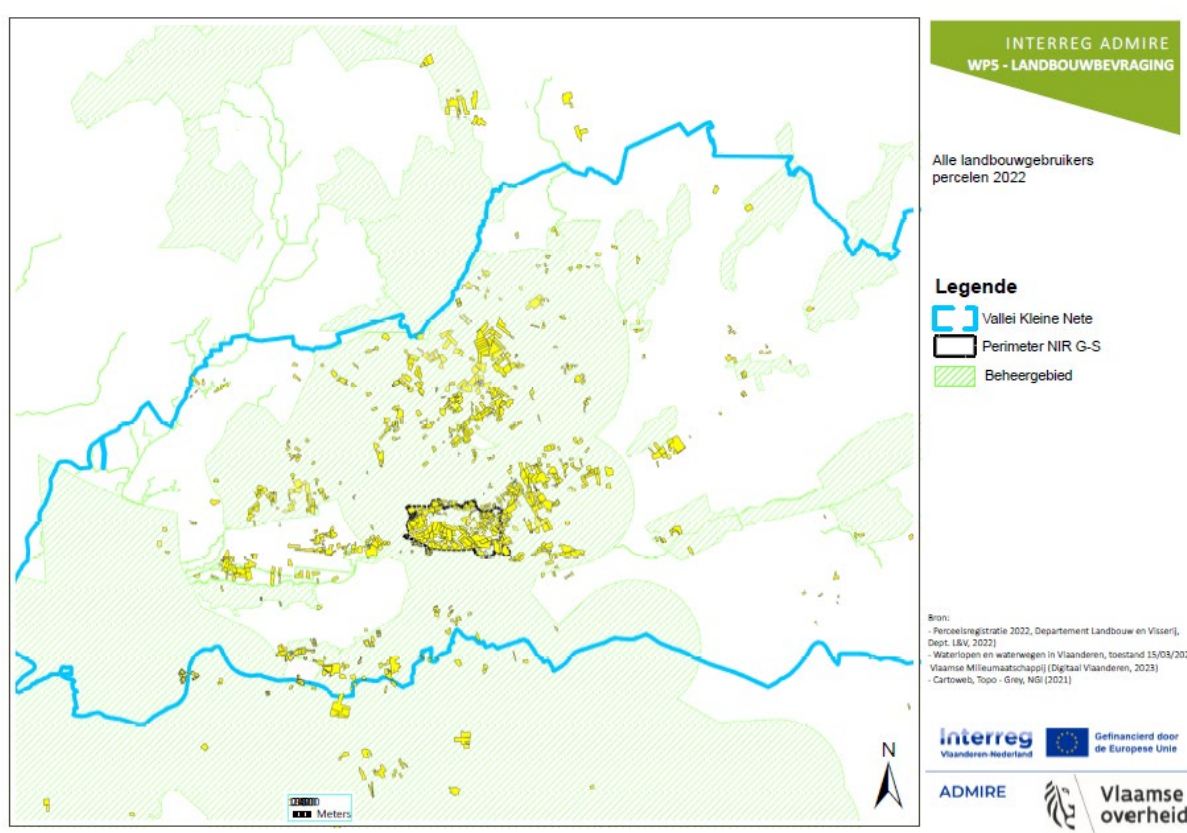 INTERREG ADMIRE
WP5 - LANDBOUWBEVRAGING
Alle landbouwgebruikers
percelen 2022
Legende
Vallei Kleine Nete
Perimeter NIR G-S
Beheergebied
Bron:
- Perceelsregistratie 2022, Departement Landbouw en Visserij,
Dept. L&V, 2022)
- Waterlopen en waterwegen in Vlaanderen, toestand 15/03/202
Vlaamse Milieumaatschappij (Digitaal Vlaanderen, 2023)
- Cartoweb, Topo - Grey, NGI (2021)
N
Meters
Interreg
Vlaanderen-Nederland
Gefinancierd door
de Europese Unie
ADMIRE
Vlaamse
overheid